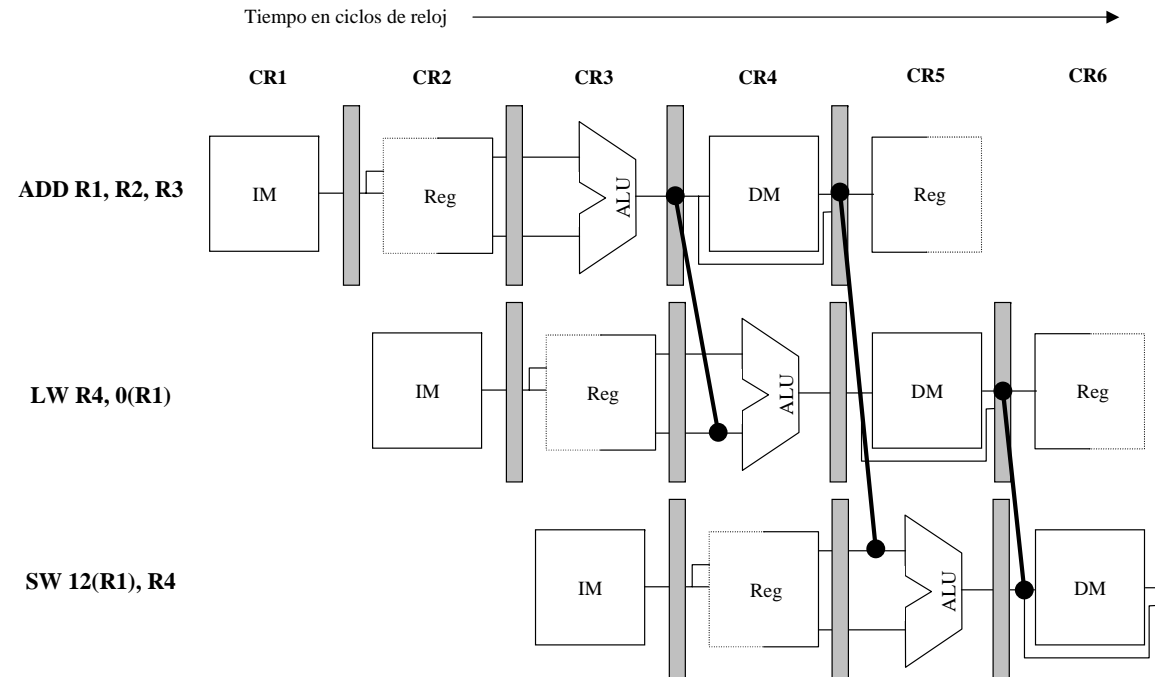 Tiempo en ciclos de reloj
CR1 CR2 CR3 CR4 CR5 CR6
ADD R1, R2, R3
IM Reg ALU DM Reg
LW R4, 0(R1)
IM Reg ALU DM Reg
SW 12(R1), R4
IM Reg ALU DM